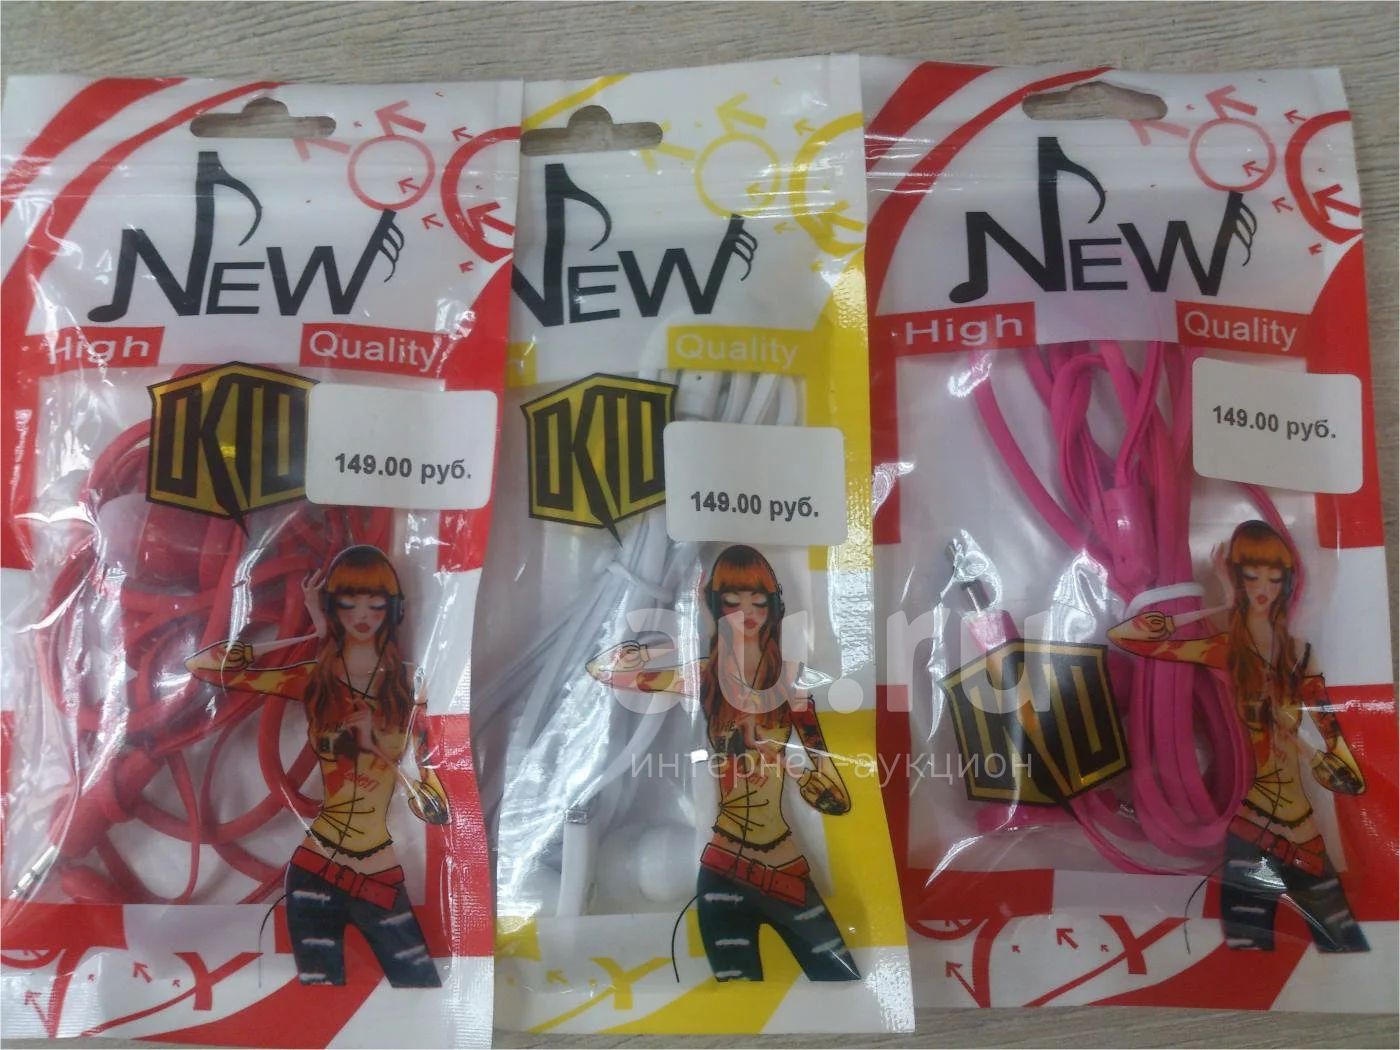 NEW
High Quality
OKTO
149.00 руб.
NEW
Quality
OKTO
149.00 руб.
NEW
High Quality
149.00 руб.
OKTO
au.ru
интернет-аукцион